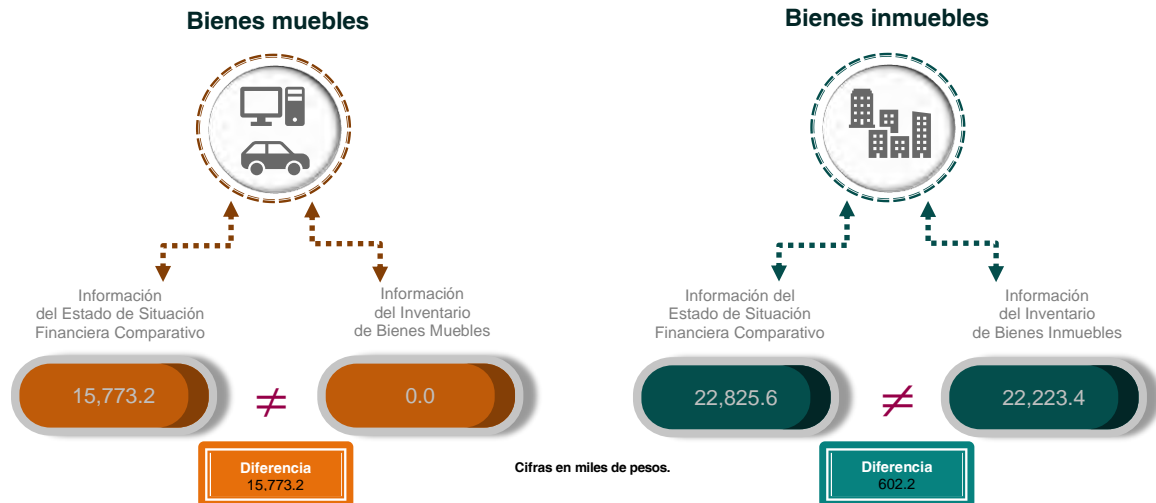 Bienes muebles
Información
del Estado de Situación
Financiera Comparativo
Información
del Inventario
de Bienes Muebles
15,773.2
≠
0.0
Diferencia
15,773.2
Cifras en miles de pesos.
Bienes inmuebles
Información del
Estado de Situación
Financiera Comparativo
Información
del Inventario
de Bienes Inmuebles
22,825.6
≠
22,223.4
Diferencia
602.2